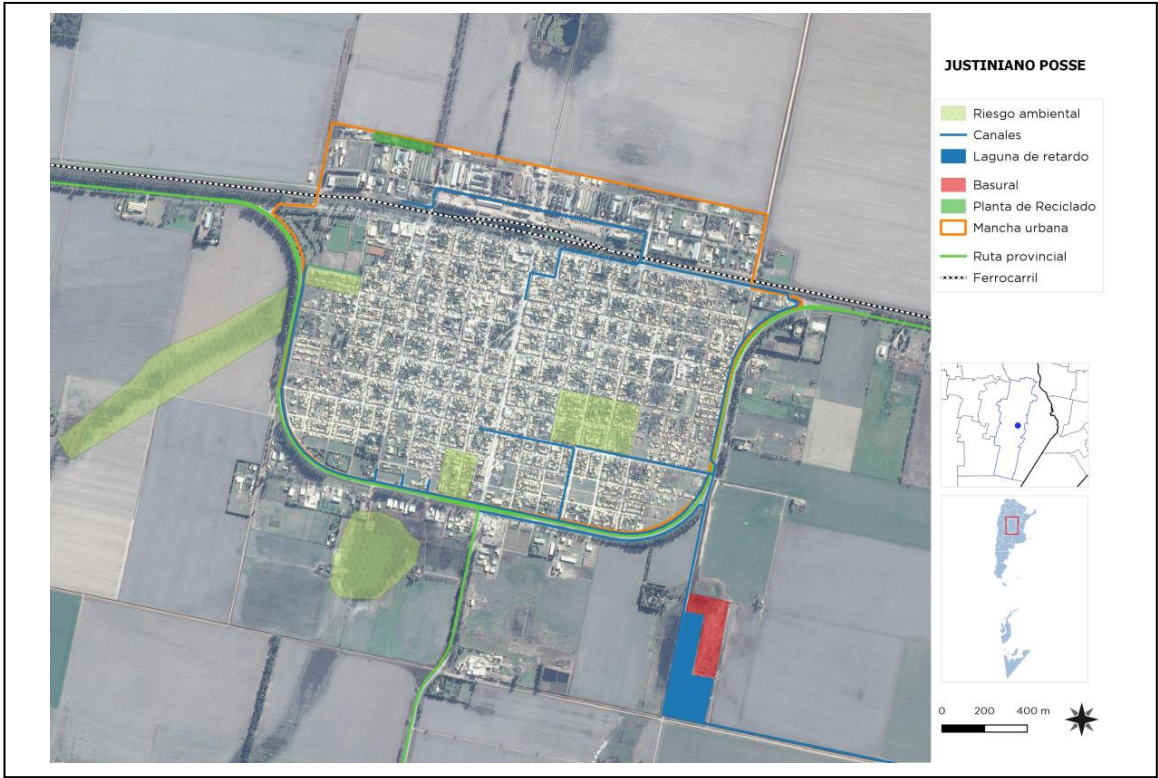 JUSTINIANO POSSE
Riesgo ambiental
Canales
Laguna de retardo
Basural
Planta de Reciclado
Mancha urbana
Ruta provincial
Ferrocarril
0 200 400 m